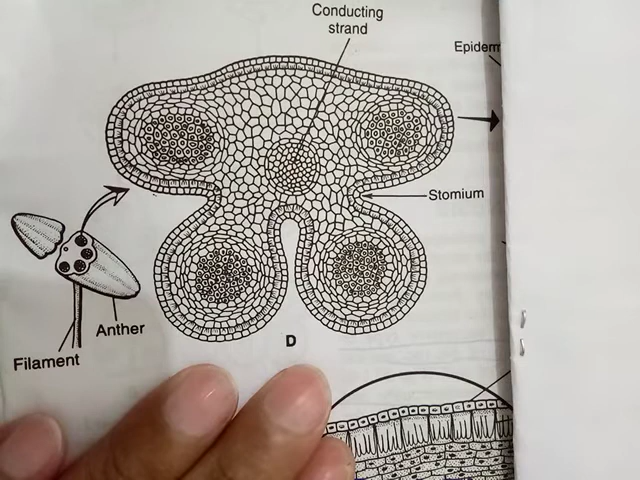 Conducting
strand
Epiderm
Stomium
Anther
Filament
D